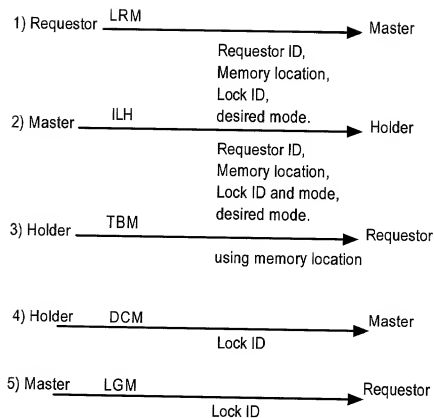 1) Requestor LRM Master
Requestor ID,
Memory location,
Lock ID,
desired mode.
2) Master ILH Holder
Requestor ID,
Memory location,
Lock ID and mode,
desired mode.
3) Holder TBM Requestor
using memory location
4) Holder DCM Master
Lock ID
5) Master LGM Requestor
Lock ID